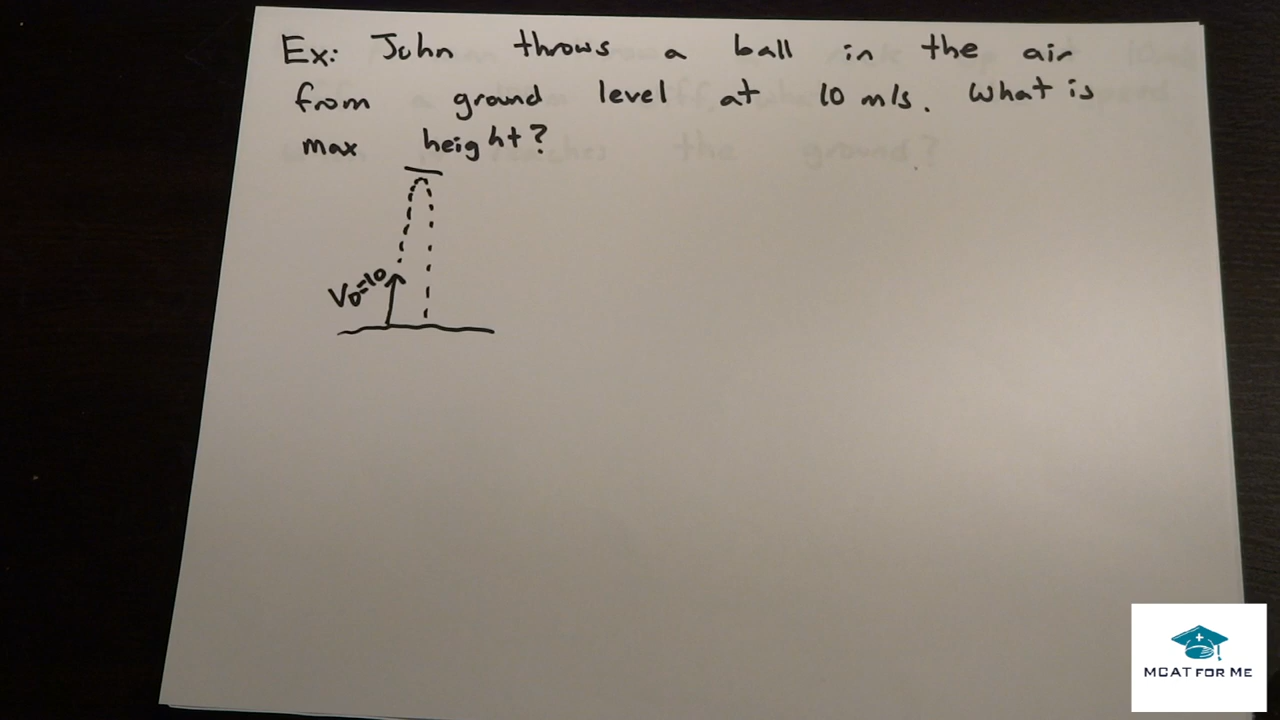 Ex: John throws a ball in the air
from ground level at 10 m/s. What is
max height?
V₀=10
MCAT FOR ME